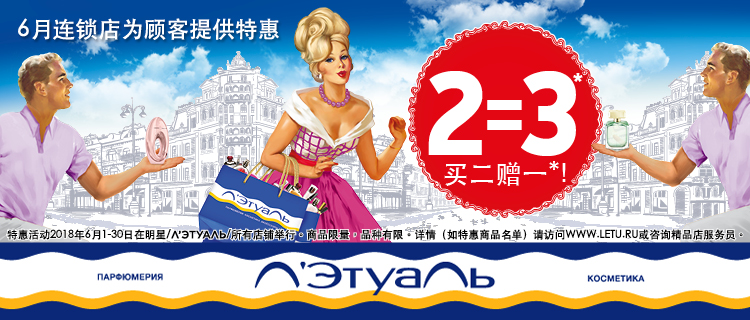 6月连锁店为顾客提供特惠
2=3*
买二赠一*!
Л'ЭТУАЛЬ
特惠活动2018年6月1-30日在明星/Л'ЭТУАЛЬ/所有店铺举行。商品限量，品种有限。详情（如特惠商品名单）请访问WWW.LETU.RU或咨询精品店服务员。
ПАРФЮМЕРИЯ
Л'ЭТУАЛЬ
КОСМЕТИКА